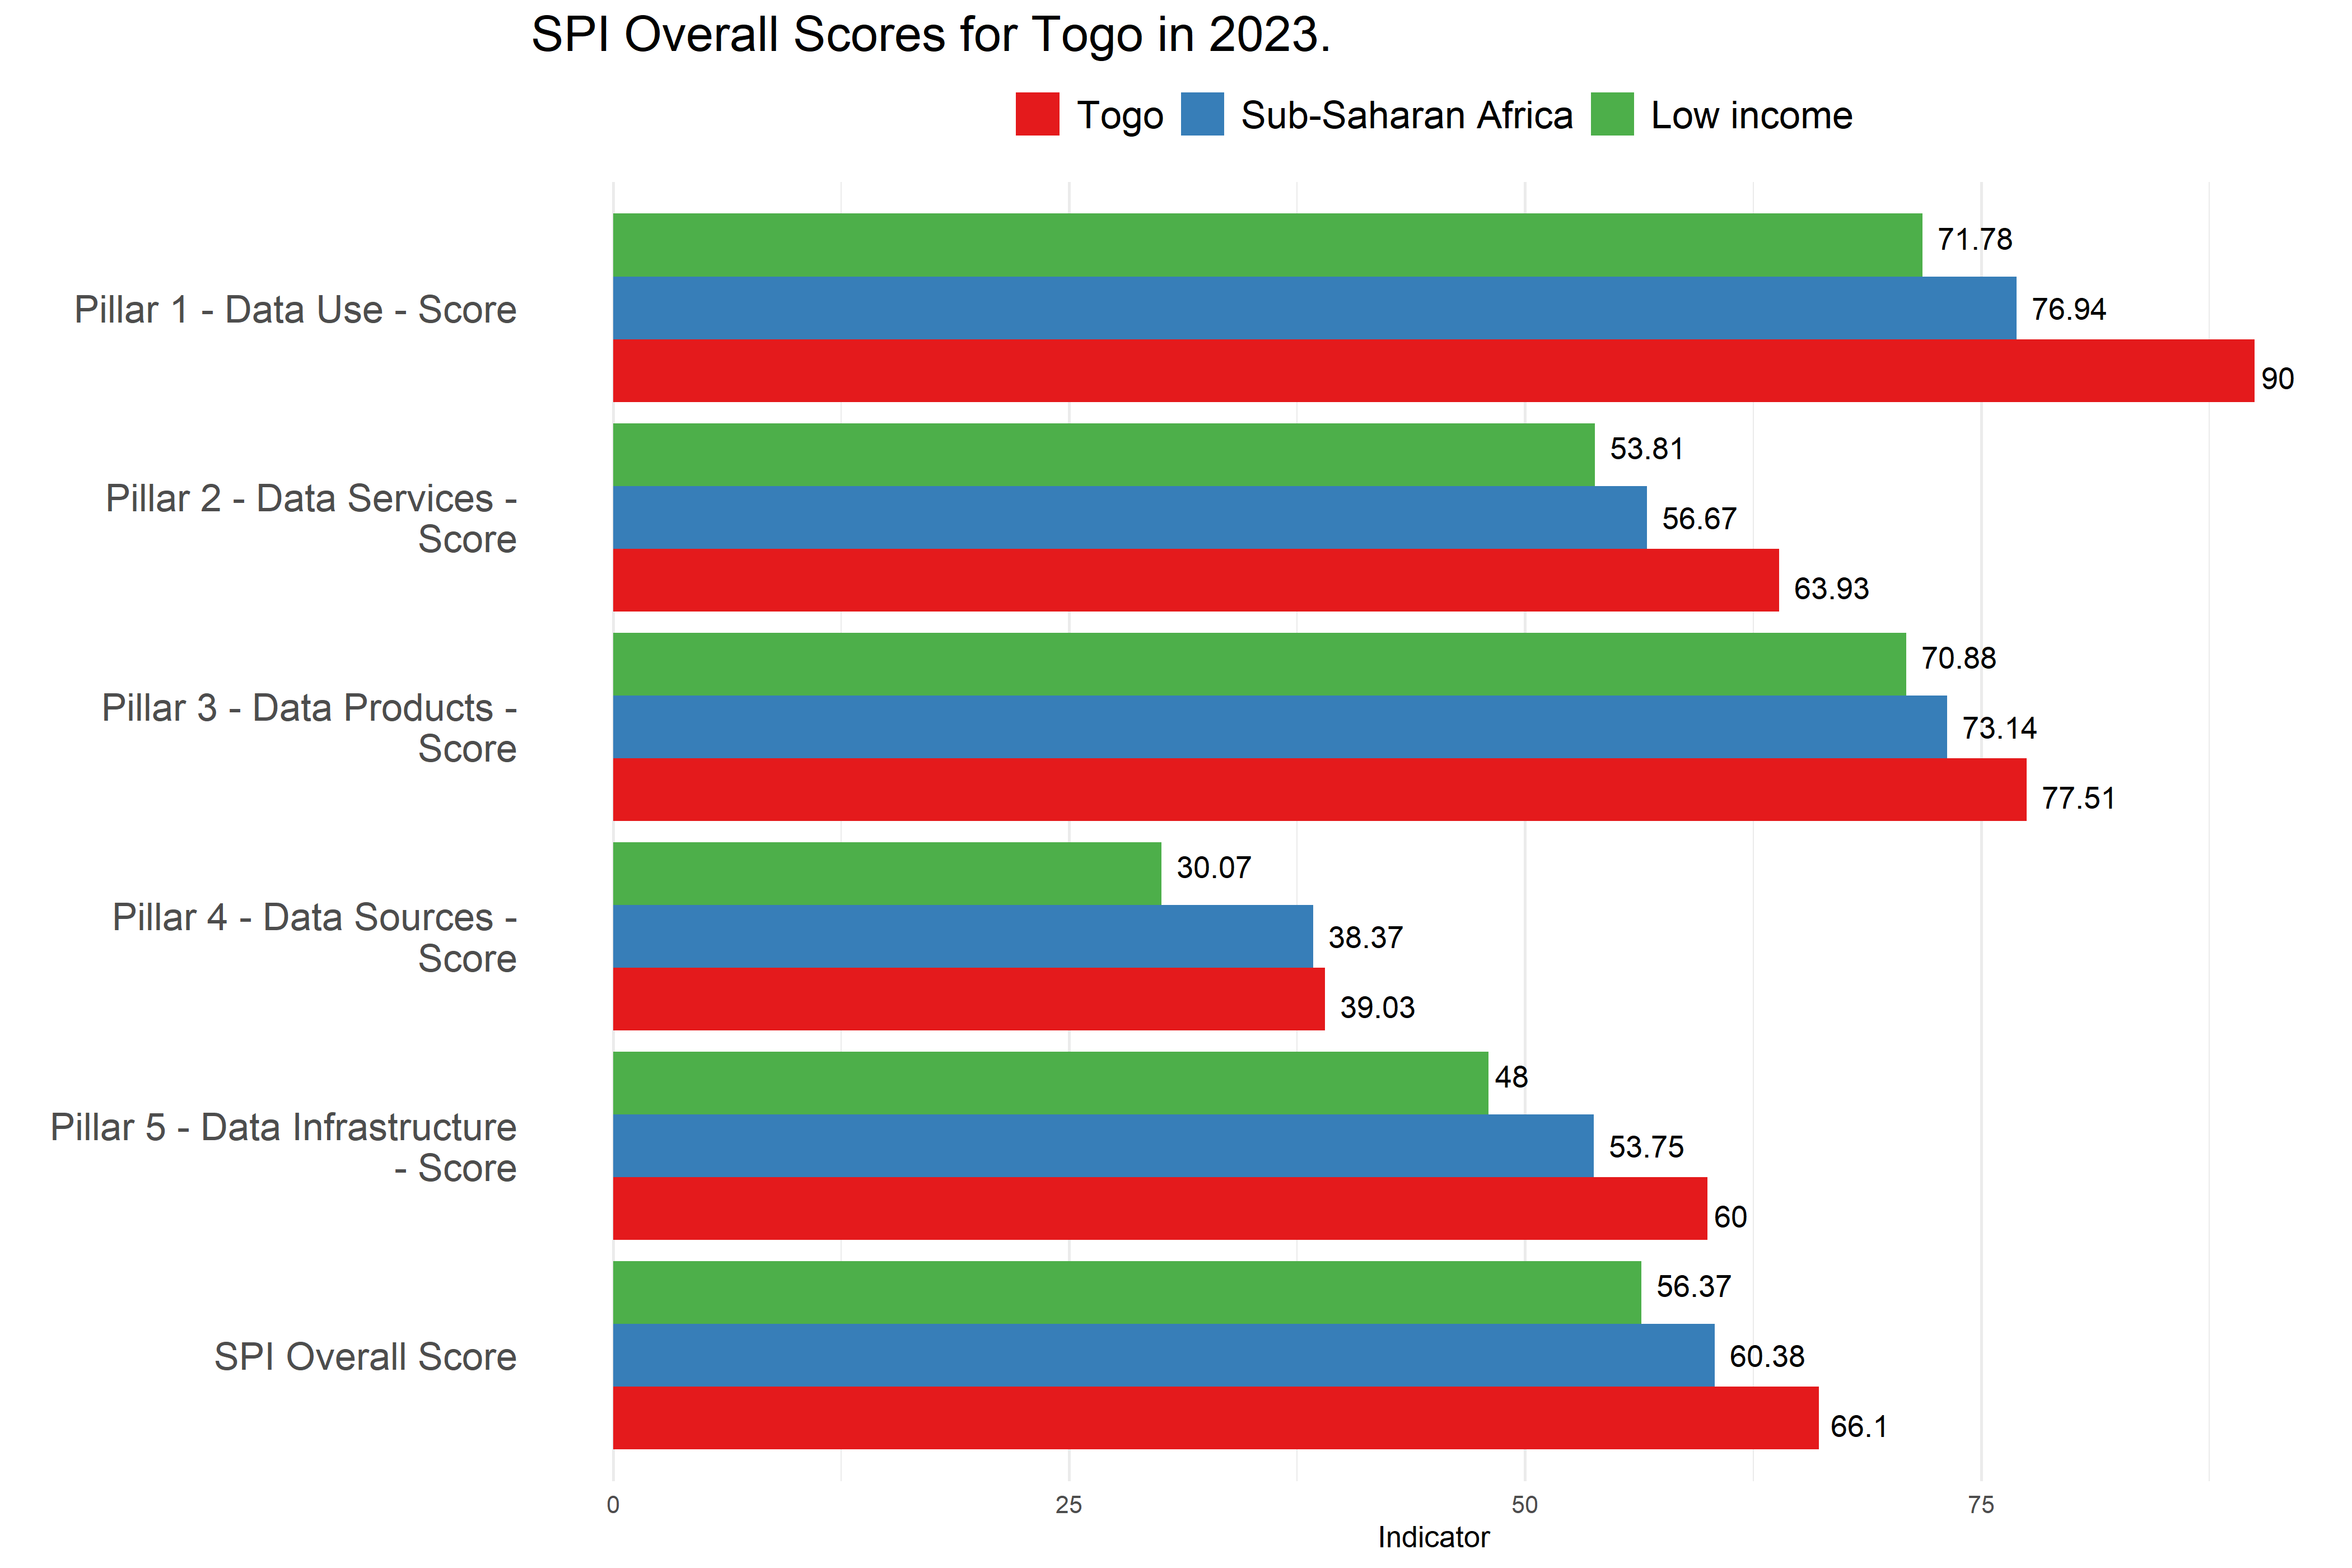 SPI Overall Scores for Togo in 2023.
Togo Sub-Saharan Africa Low income
Pillar 1 - Data Use - Score
71.78
76.94
90
Pillar 2 - Data Services -
Score
53.81
56.67
63.93
Pillar 3 - Data Products -
Score
70.88
73.14
77.51
Pillar 4 - Data Sources -
Score
30.07
38.37
39.03
Pillar 5 - Data Infrastructure
- Score
48
53.75
60
SPI Overall Score
56.37
60.38
66.1
0 25 50 75
Indicator